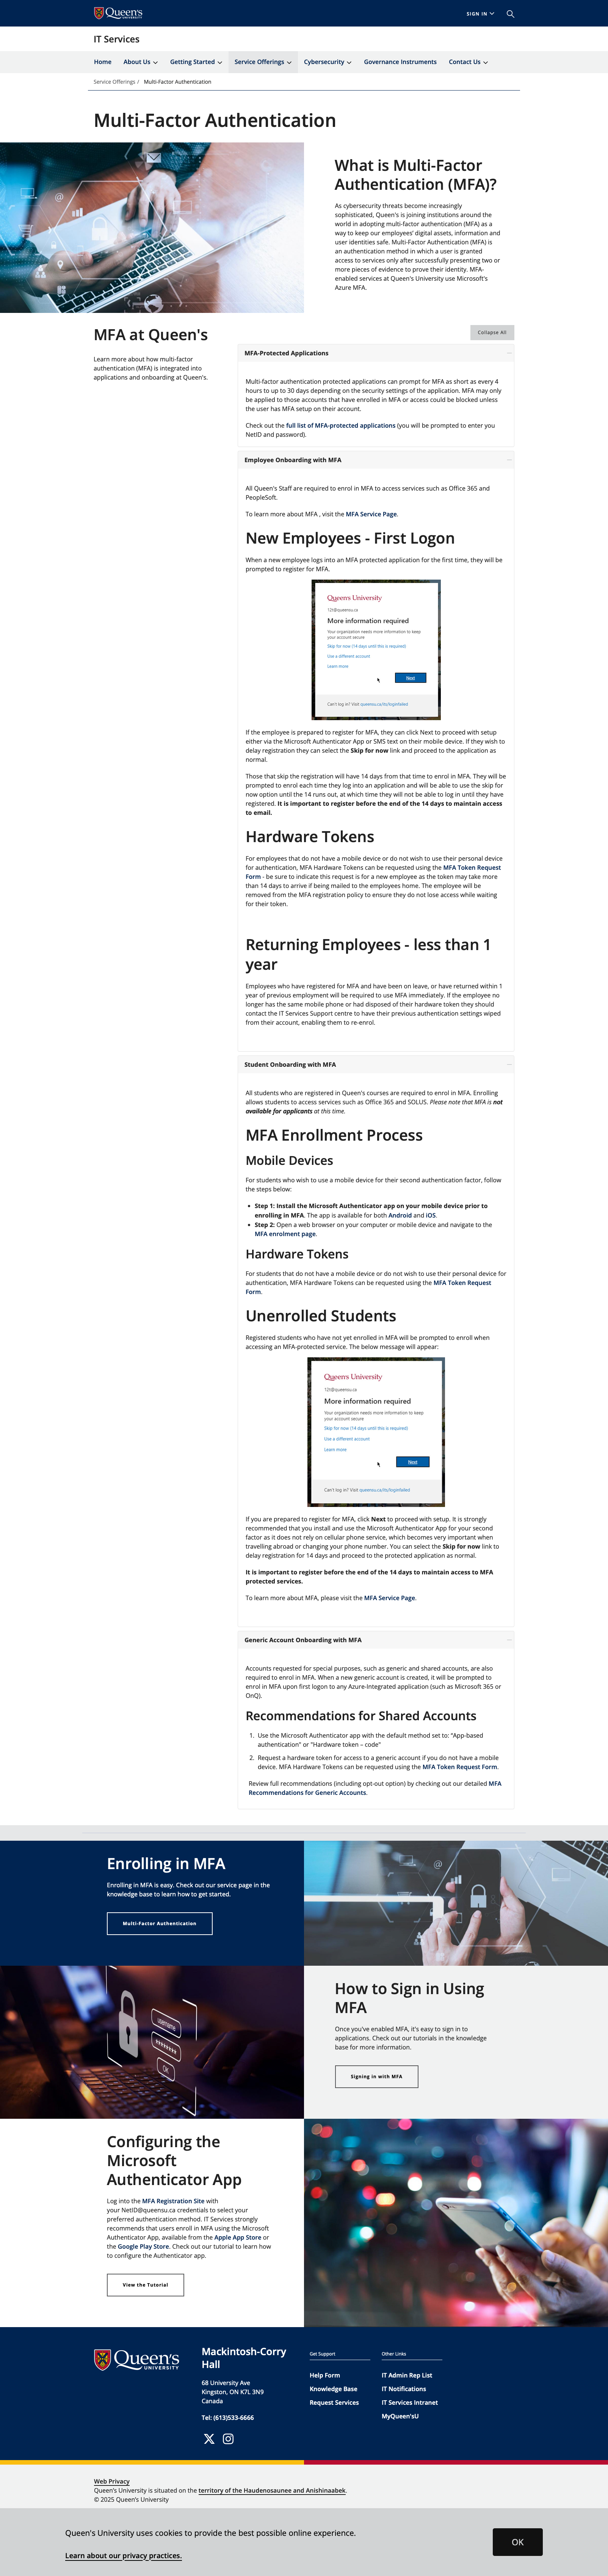 Queen's
UNIVERSITY
SIGN IN
IT Services
Home About Us Getting Started Service Offerings Cybersecurity Governance Instruments Contact Us
Service Offerings / Multi-Factor Authentication
Multi-Factor Authentication
What is Multi-Factor
Authentication (MFA)?
As cybersecurity threats become increasingly
sophisticated, Queen's is joining institutions around the
world in adopting multi-factor authentication (MFA) as a
way to keep our employees' digital assets, information and
user identities safe. Multi-Factor Authentication (MFA) is
an authentication method in which a user is granted
access to services only after successfully presenting two or
more pieces of evidence to prove their identity. MFA-
enabled services at Queen's University use Microsoft's
Azure MFA.
MFA at Queen's
Learn more about how multi-factor
authentication (MFA) is integrated into
applications and onboarding at Queen's.
Collapse All
MFA-Protected Applications
Multi-factor authentication protected applications can prompt for MFA as short as every 4
hours to up to 30 days depending on the security settings of the application. MFA may only
be applied to those accounts that have enrolled in MFA or access could be blocked unless
the user has MFA setup on their account.
Check out the full list of MFA-protected applications (you will be prompted to enter you
NetID and password).
Employee Onboarding with MFA
All Queen's Staff are required to enrol in MFA to access services such as Office 365 and
PeopleSoft.
To learn more about MFA , visit the MFA Service Page.
New Employees - First Logon
When a new employee logs into an MFA protected application for the first time, they will be
prompted to register for MFA.
Queen's University
12t@queensu.ca
More information required
Your organization needs more information to keep
your account secure
Skip for now (14 days until this is required)
Use a different account
Learn more
Next
Can't log in? Visit queensu.ca/its/loginfailed
If the employee is prepared to register for MFA, they can click Next to proceed with setup
either via the Microsoft Authenticator App or SMS text on their mobile device. If they wish to
delay registration they can select the Skip for now link and proceed to the application as
normal.
Those that skip the registration will have 14 days from that time to enrol in MFA. They will be
prompted to enrol each time they log into an application and will be able to use the skip for
now option until the 14 runs out, at which time they will not be able to log in until they have
registered. It is important to register before the end of the 14 days to maintain access
to email.
Hardware Tokens
For employees that do not have a mobile device or do not wish to use their personal device
for authentication, MFA Hardware Tokens can be requested using the MFA Token Request
Form - be sure to indicate this request is for a new employee as the token may take more
than 14 days to arrive if being mailed to the employees home. The employee will be
removed from the MFA registration policy to ensure they do not lose access while waiting
for their token.
Returning Employees - less than 1
year
Employees who have registered for MFA and have been on leave, or have returned within 1
year of previous employment will be required to use MFA immediately. If the employee no
longer has the same mobile phone or had disposed of their hardware token they should
contact the IT Services Support centre to have their previous authentication settings wiped
from their account, enabling them to re-enrol.
Student Onboarding with MFA
All students who are registered in Queen's courses are required to enrol in MFA. Enrolling
allows students to access services such as Office 365 and SOLUS. Please note that MFA is not
available for applicants at this time.
MFA Enrollment Process
Mobile Devices
For students who wish to use a mobile device for their second authentication factor, follow
the steps below:
• Step 1: Install the Microsoft Authenticator app on your mobile device prior to
enrolling in MFA. The app is available for both Android and iOS.
• Step 2: Open a web browser on your computer or mobile device and navigate to the
MFA enrolment page.
Hardware Tokens
For students that do not have a mobile device or do not wish to use their personal device for
authentication, MFA Hardware Tokens can be requested using the MFA Token Request
Form.
Unenrolled Students
Registered students who have not yet enrolled in MFA will be prompted to enroll when
accessing an MFA-protected service. The below message will appear:
Queen's University
12t@queensu.ca
More information required
Your organization needs more information to keep
your account secure
Skip for now (14 days until this is required)
Use a different account
Learn more
Next
Can't log in? Visit queensu.ca/its/loginfailed
If you are prepared to register for MFA, click Next to proceed with setup. It is strongly
recommended that you install and use the Microsoft Authenticator App for your second
factor as it does not rely on cellular phone service, which becomes very important when
travelling abroad or changing your phone number. You can select the Skip for now link to
delay registration for 14 days and proceed to the protected application as normal.
It is important to register before the end of the 14 days to maintain access to MFA
protected services.
To learn more about MFA, please visit the MFA Service Page.
Generic Account Onboarding with MFA
Accounts requested for special purposes, such as generic and shared accounts, are also
required to enrol in MFA. When a new generic account is created, it will be prompted to
enrol in MFA upon first logon to any Azure-Integrated application (such as Microsoft 365 or
OnQ).
Recommendations for Shared Accounts
1. Use the Microsoft Authenticator app with the default method set to: "App-based
authentication" or "Hardware token – code"
2. Request a hardware token for access to a generic account if you do not have a mobile
device. MFA Hardware Tokens can be requested using the MFA Token Request Form.
Review full recommendations (including opt-out option) by checking out our detailed MFA
Recommendations for Generic Accounts.
Enrolling in MFA
Enrolling in MFA is easy. Check out our service page in the
knowledge base to learn how to get started.
Multi-Factor Authentication
username
OK
How to Sign in Using
MFA
Once you've enabled MFA, it's easy to sign in to
applications. Check out our tutorials in the knowledge
base for more information.
Signing in with MFA
Configuring the
Microsoft
Authenticator App
Log into the MFA Registration Site with
your NetID@queensu.ca credentials to select your
preferred authentication method. IT Services strongly
recommends that users enroll in MFA using the Microsoft
Authenticator App, available from the Apple App Store or
the Google Play Store. Check out our tutorial to learn how
to configure the Authenticator app.
View the Tutorial
Queen's
UNIVERSITY
Mackintosh-Corry
Hall
68 University Ave
Kingston, ON K7L 3N9
Canada
Tel: (613)533-6666
Get Support
Help Form
Knowledge Base
Request Services
Other Links
IT Admin Rep List
IT Notifications
IT Services Intranet
MyQueen'sU
Web Privacy
Queen's University is situated on the territory of the Haudenosaunee and Anishinaabek.
© 2025 Queen's University
Queen's University uses cookies to provide the best possible online experience.
Learn about our privacy practices.
OK